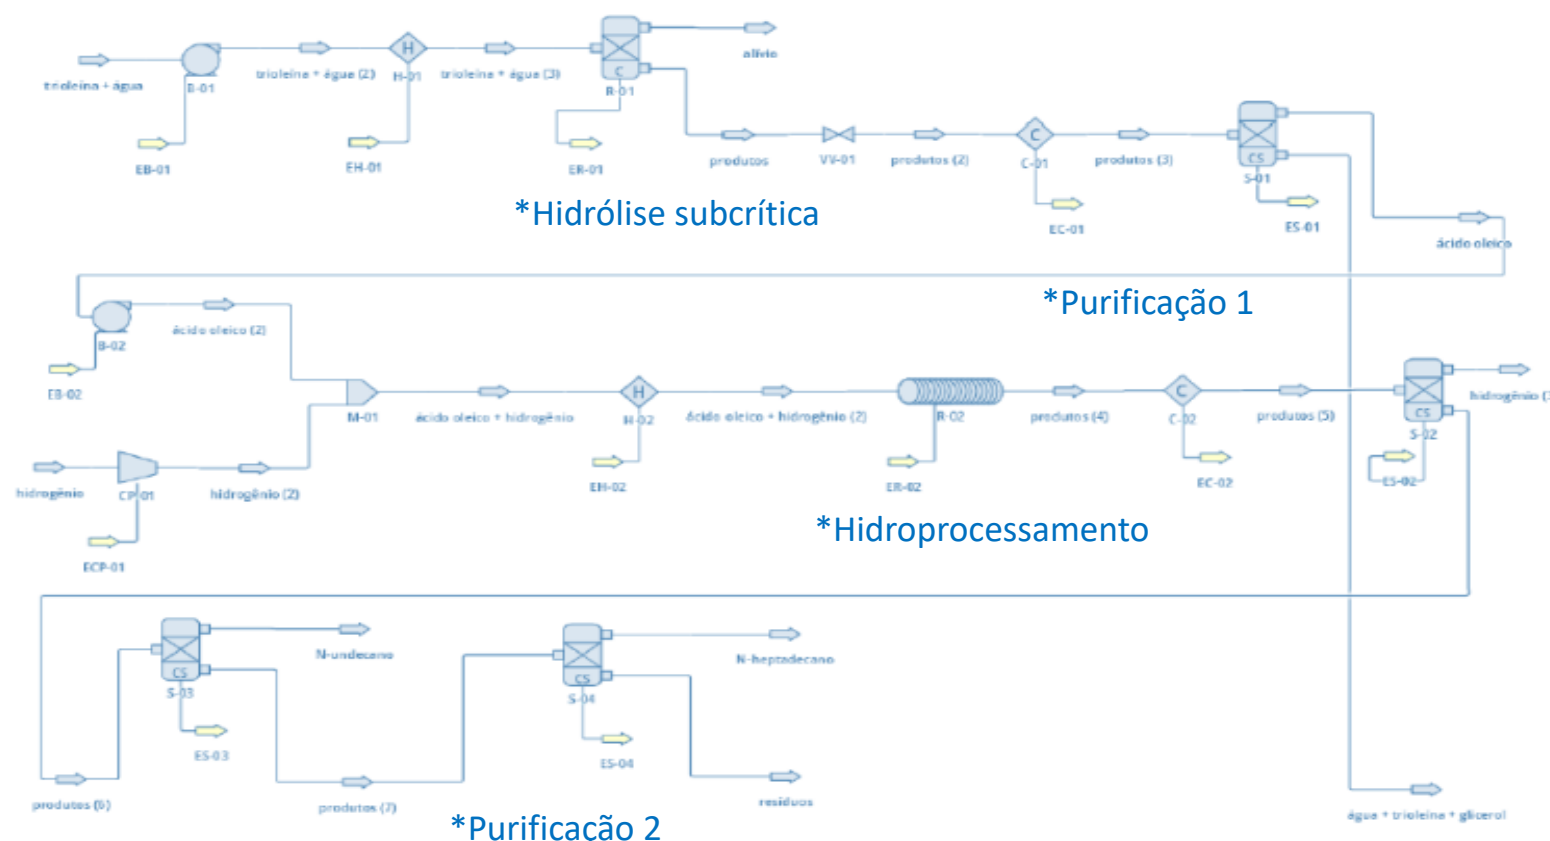 alívio
trioleína + água
B-01
trioleína + água (2)
H-01
trioleína + água (3)
R-01
EB-01
EH-01
ER-01
produtos
VV-01
produtos (2)
C-01
produtos (3)
S-01
*Hidrólise subcrítica
EC-01
ES-01
ácido oleico
*Purificação 1
B-02
ácido oleico (2)
EB-02
M-01
ácido oleico + hidrogênio
H-02
ácido oleico + hidrogênio (2)
R-02
produtos (4)
C-02
produtos (5)
S-02
hidrogênio (
hidrogênio
CP-01
hidrogênio (2)
EH-02
ER-02
EC-02
ES-02
ECP-01
*Hidroprocessamento
N-undecano
N-heptadecano
S-03
S-04
ES-03
ES-04
produtos (6)
produtos (7)
resíduos
água + trioleína + glicerol
*Purificação 2